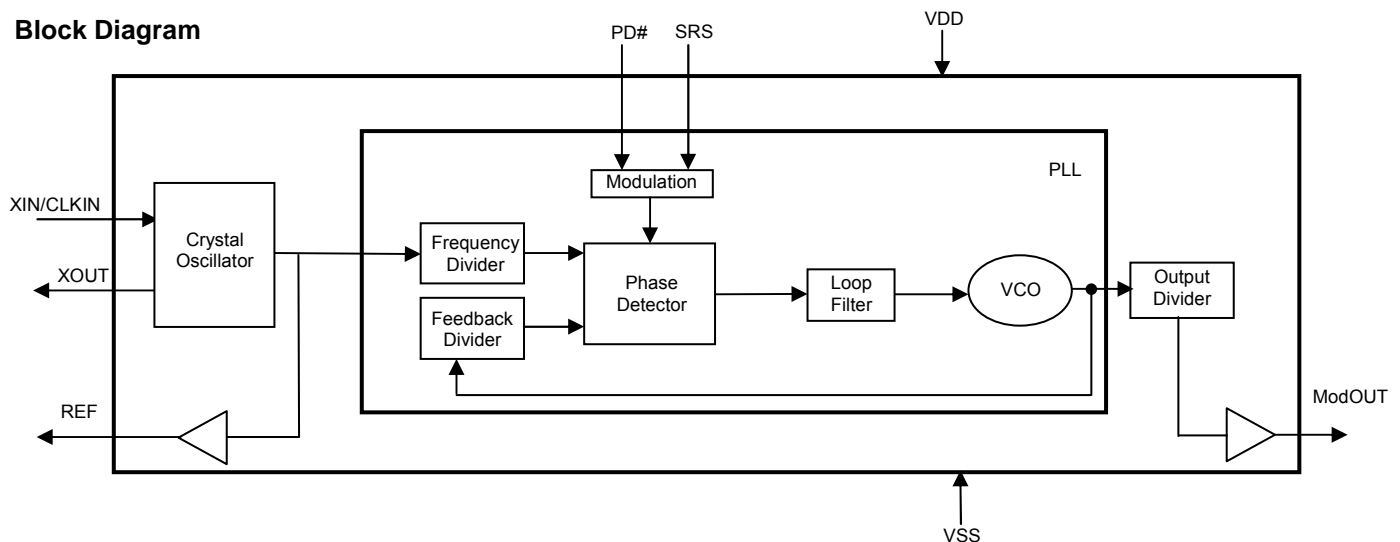 Block Diagram
PD#
SRS
VDD
PLL
Modulation
XIN/CLKIN
Crystal
Oscillator
XOUT
Frequency
Divider
Feedback
Divider
Phase
Detector
Loop
Filter
VCO
Output
Divider
REF
ModOUT
VSS